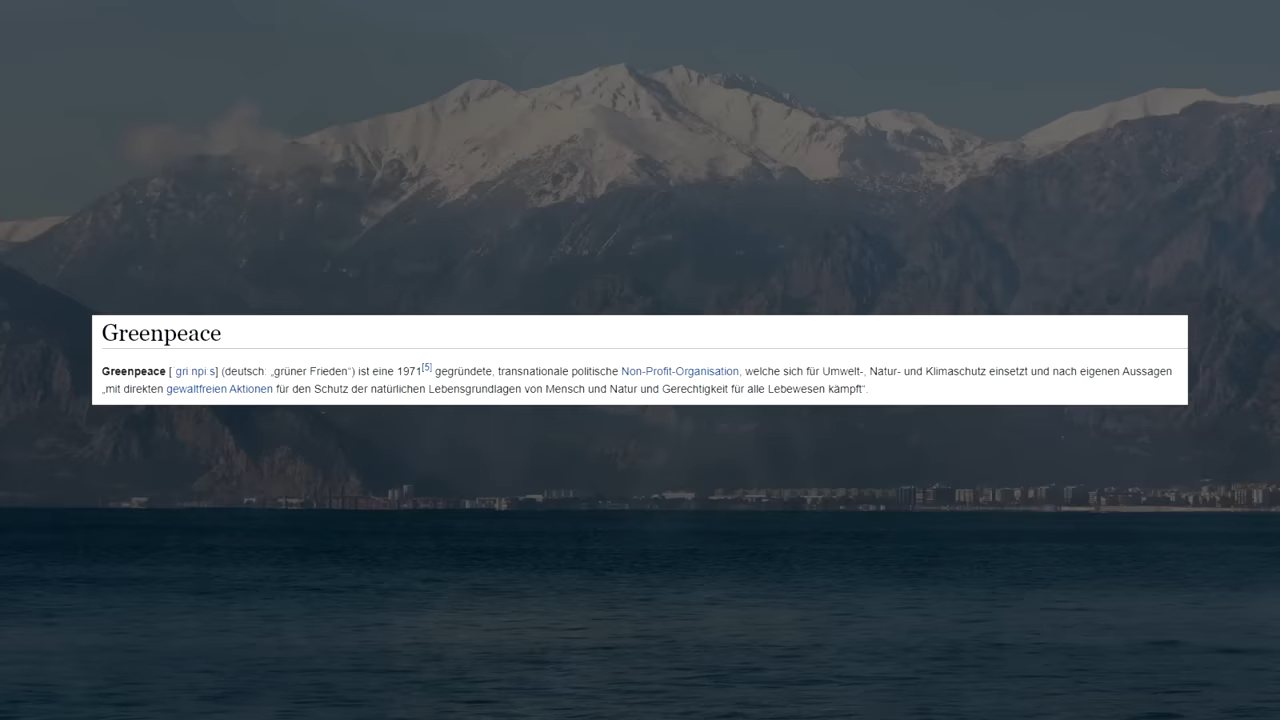 Greenpeace
Greenpeace [ gri npi:s] (deutsch: „grüner Frieden“) ist eine 1971[5] gegründete, transnationale politische Non-Profit-Organisation, welche sich für Umwelt-, Natur- und Klimaschutz einsetzt und nach eigenen Aussagen
„mit direkten gewaltfreien Aktionen für den Schutz der natürlichen Lebensgrundlagen von Mensch und Natur und Gerechtigkeit für alle Lebewesen kämpft“.